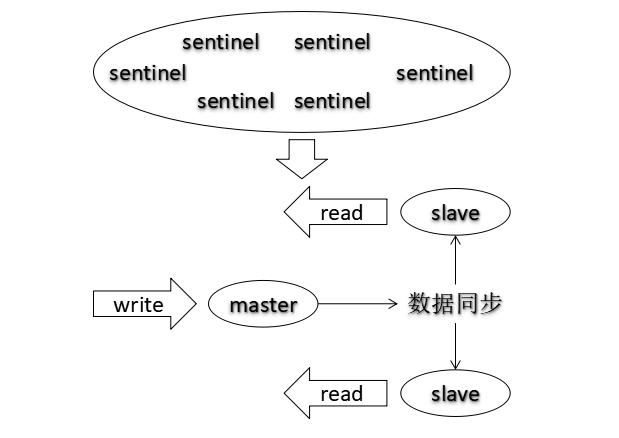 sentinel sentinel
sentinel sentinel
sentinel sentinel
read slave
write master 数据同步
read slave